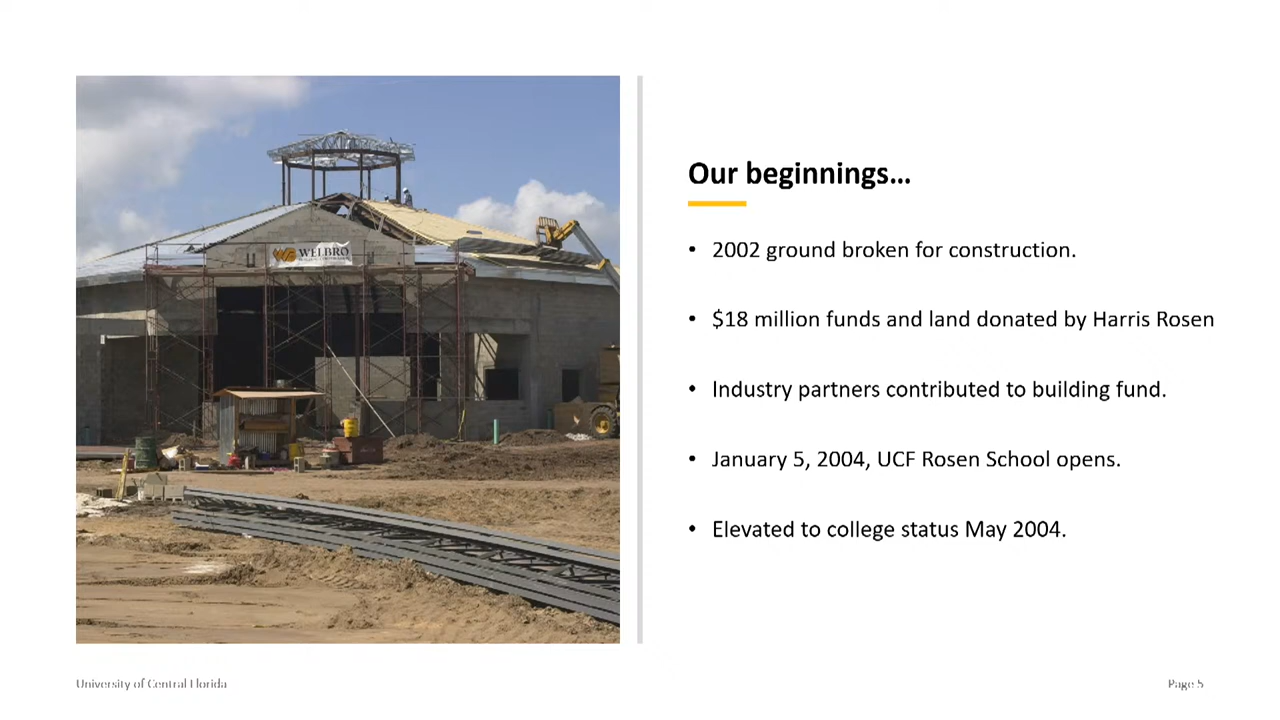 WELBRO
Our beginnings...
• 2002 ground broken for construction.
• $18 million funds and land donated by Harris Rosen
• Industry partners contributed to building fund.
• January 5, 2004, UCF Rosen School opens.
• Elevated to college status May 2004.
University of Central Florida
Page 5